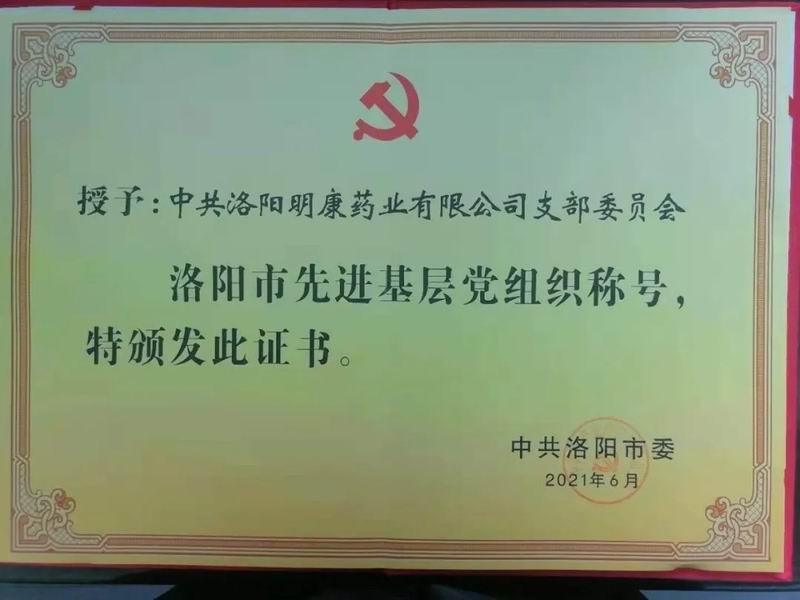 授予：中共洛阳明康药业有限公司支部委员会
洛阳市先进基层党组织称号，
特颁发此证书。
中共洛阳市委
2021年6月